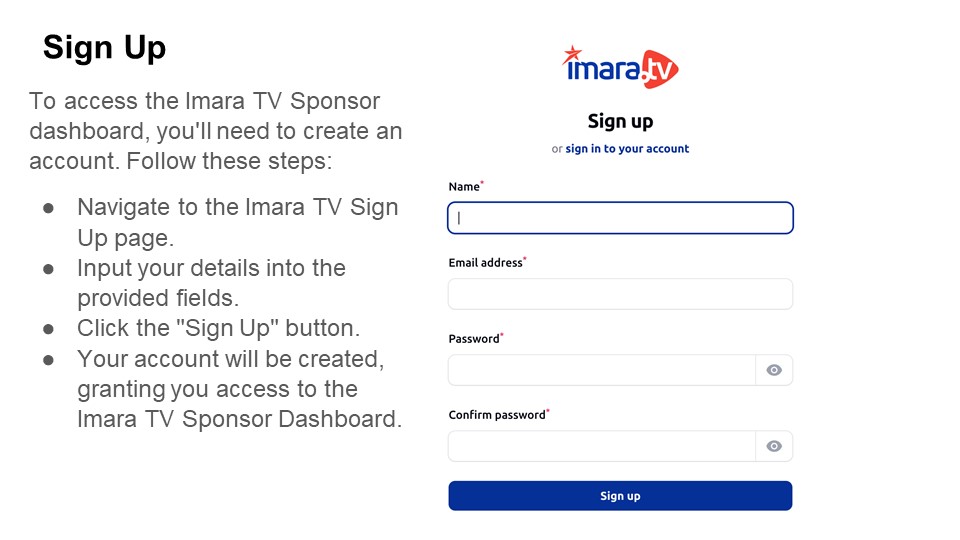 Sign Up
To access the Imara TV Sponsor
dashboard, you'll need to create an
account. Follow these steps:
● Navigate to the Imara TV Sign
Up page.
● Input your details into the
provided fields.
● Click the "Sign Up" button.
● Your account will be created,
granting you access to the
Imara TV Sponsor Dashboard.
imara.tv
Sign up
or sign in to your account
Name*
Email address*
Password*
Confirm password*
Sign up